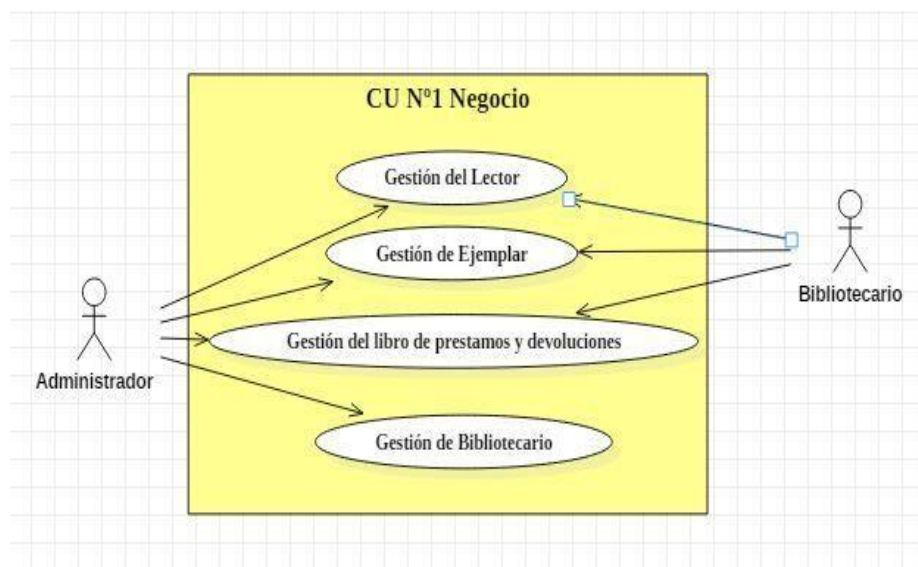 CU Nº1 Negocio
Gestión del Lector
Gestión de Ejemplar
Bibliotecario
Gestión del libro de prestamos y devoluciones
Administrador
Gestión de Bibliotecario